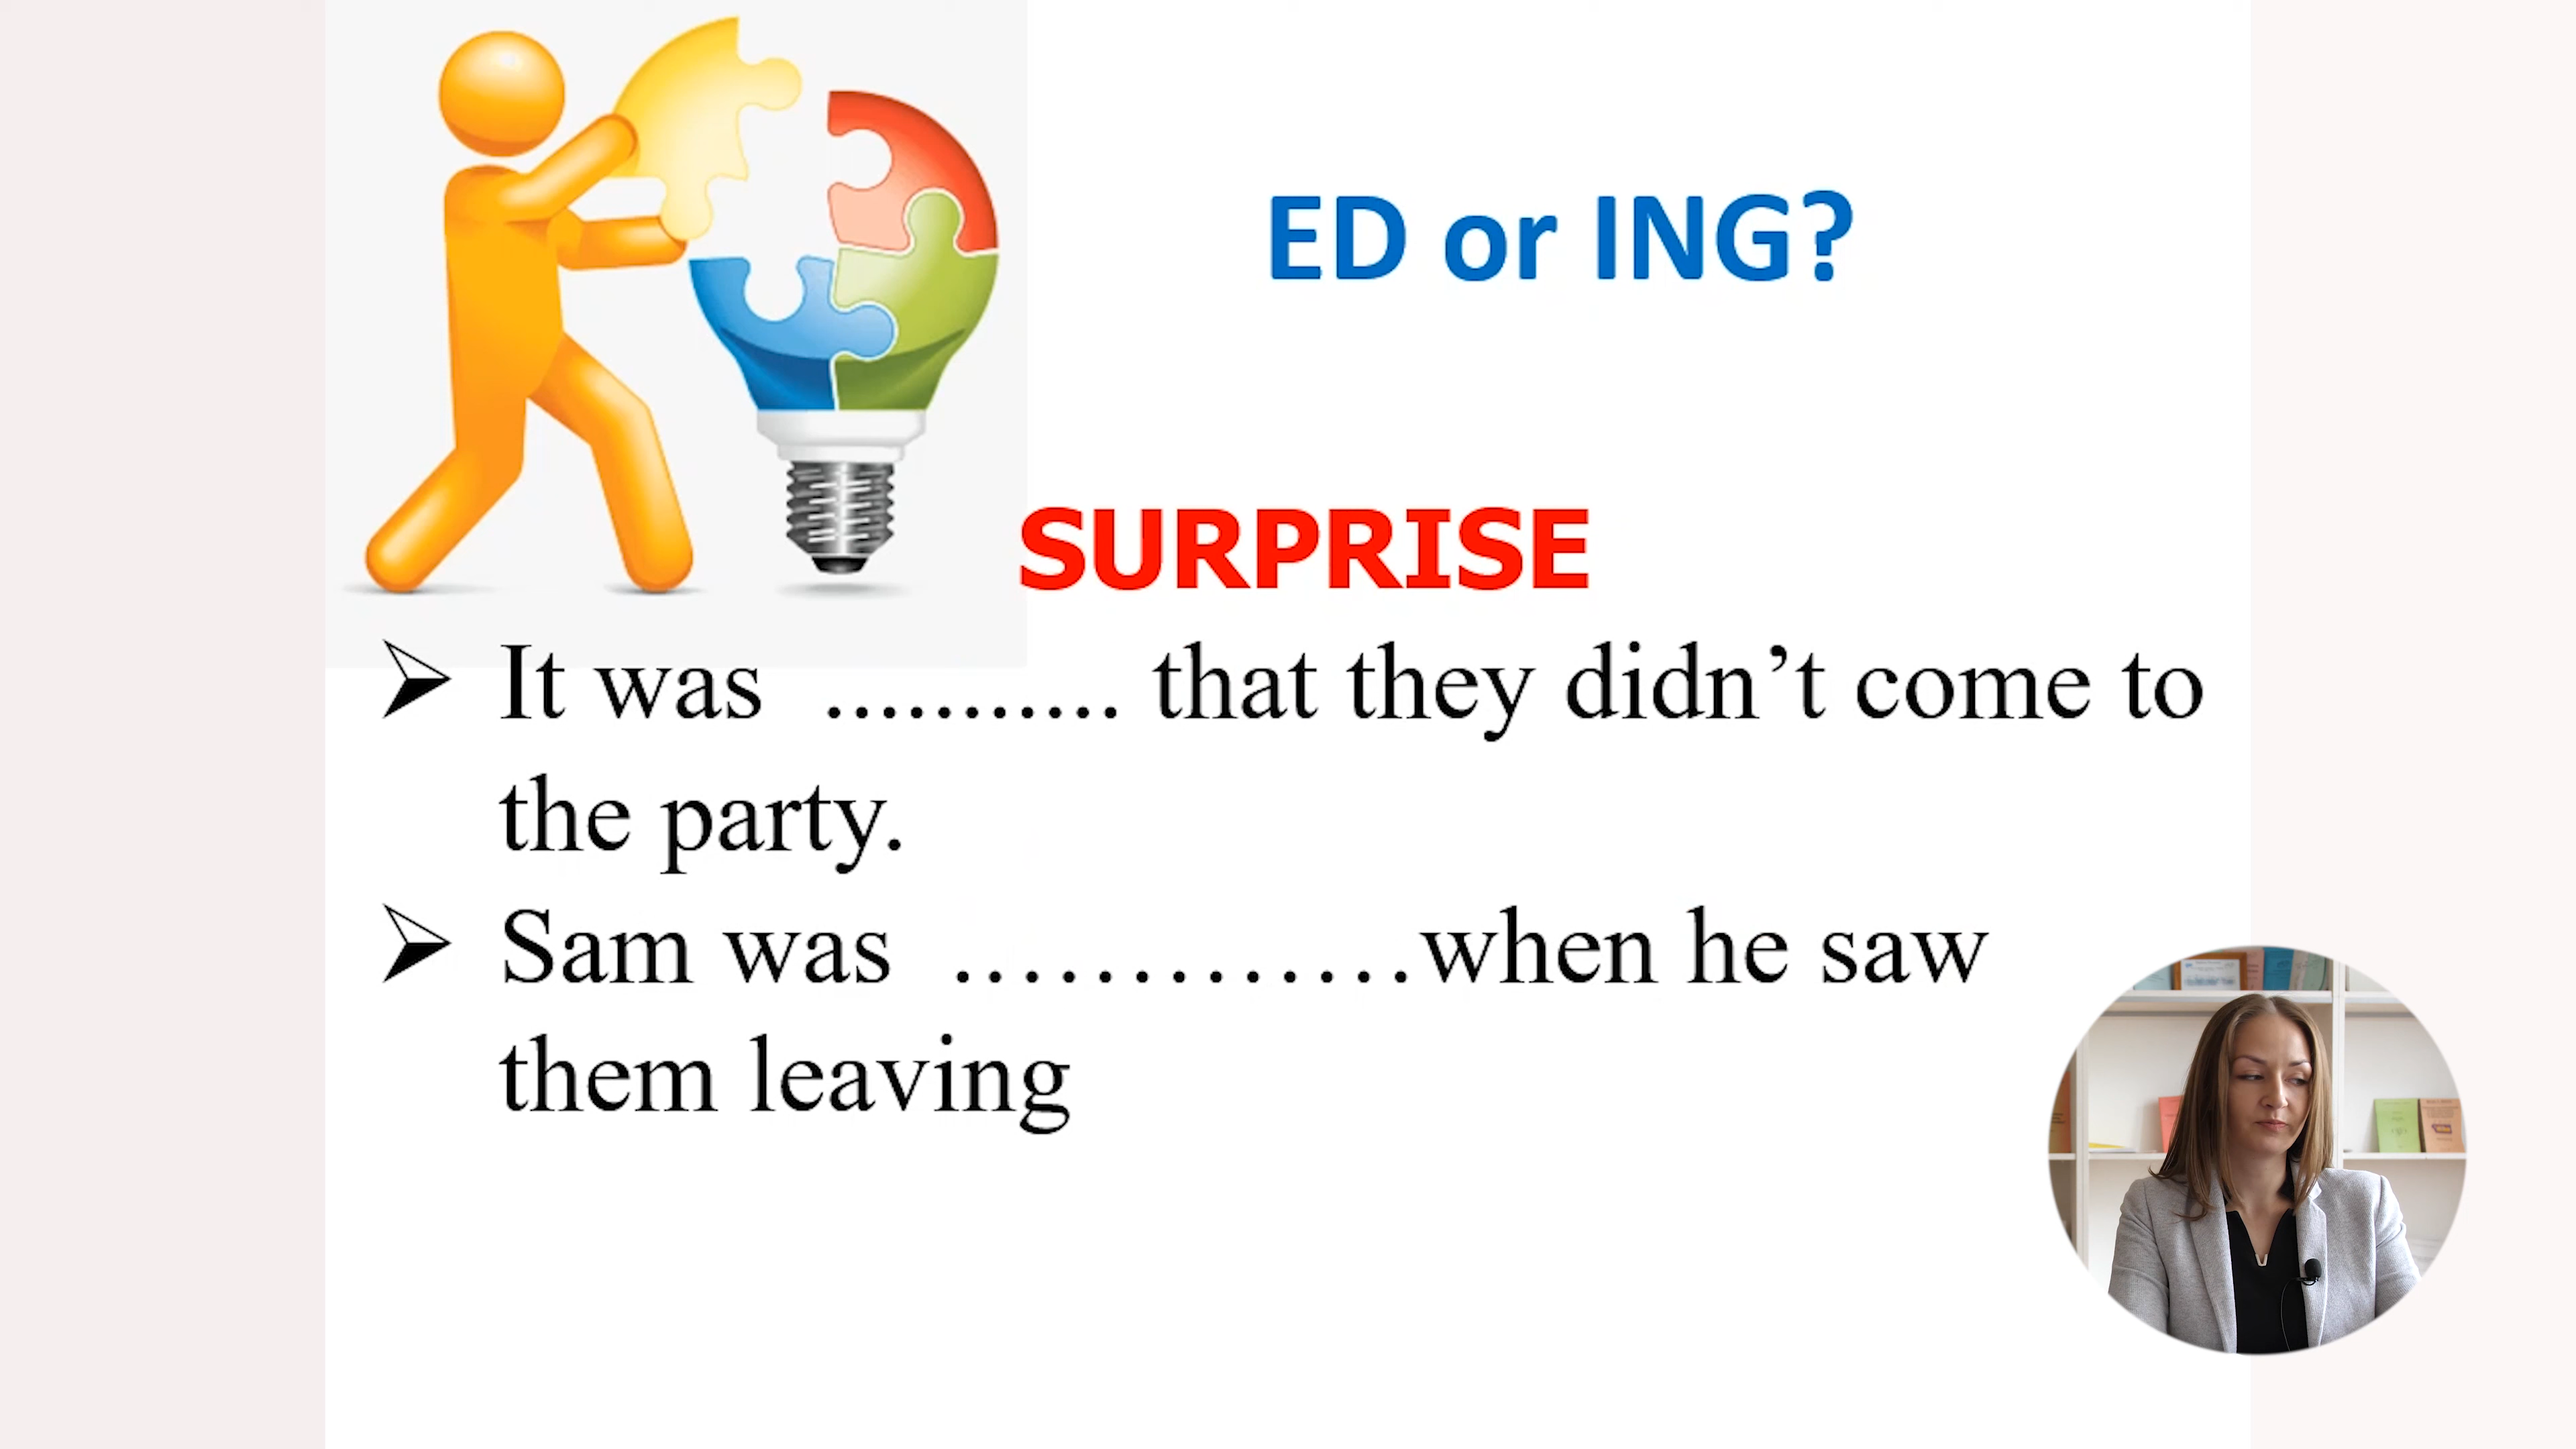 ED or ING?
SURPRISE
It was ........... that they didn’t come to
the party.
Sam was .............when he saw
them leaving